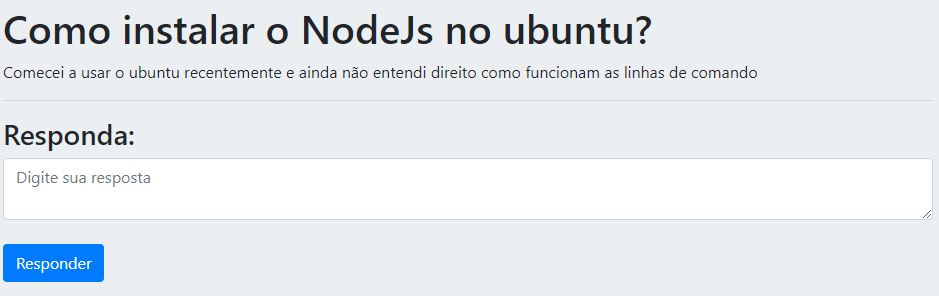 Como instalar o NodeJs no ubuntu?
Comecei a usar o ubuntu recentemente e ainda não entendi direito como funcionam as linhas de comando
Responda:
Digite sua resposta
Responder